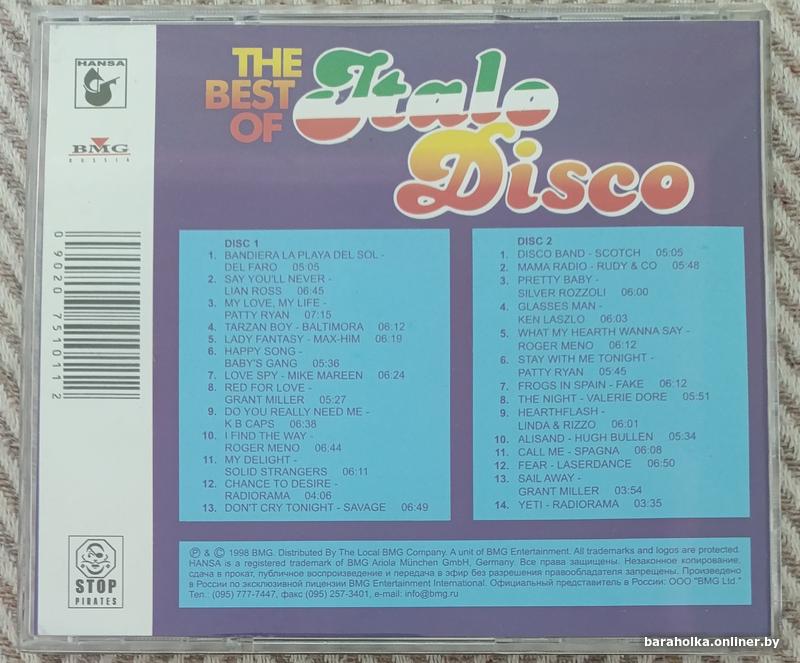 HANSA
BMG
RUSSIA
0 9020 7510112
STOP
PIRATES
THE
BEST
OF
Italo
Disco
DISC 1
1. BANDIERA LA PLAYA DEL SOL -
DEL FARO 05:05
2. SAY YOU'LL NEVER -
LIAN ROSS 06:45
3. MY LOVE, MY LIFE -
PATTY RYAN 07:15
4. TARZAN BOY - BALTIMORA 06:12
5. LADY FANTASY - MAX-HIM 06:19
6. HAPPY SONG -
BABY'S GANG 05:36
7. LOVE SPY - MIKE MAREEN 06:24
8. RED FOR LOVE -
GRANT MILLER 05:27
9. DO YOU REALLY NEED ME -
K B CAPS 06:38
10. I FIND THE WAY -
ROGER MENO 06:44
11. MY DELIGHT -
SOLID STRANGERS 06:11
12. CHANCE TO DESIRE -
RADIORAMA 04:06
13. DON'T CRY TONIGHT - SAVAGE 06:49
DISC 2
1. DISCO BAND - SCOTCH 05:05
2. MAMA RADIO - RUDY & CO 05:48
3. PRETTY BABY -
SILVER ROZZOLI 06:00
4. GLASSES MAN -
KEN LASZLO 06:03
5. WHAT MY HEARTH WANNA SAY -
ROGER MENO 06:12
6. STAY WITH ME TONIGHT -
PATTY RYAN 05:45
7. FROGS IN SPAIN - FAKE 06:12
8. THE NIGHT - VALERIE DORE 05:51
9. HEARTHFLASH -
LINDA & RIZZO 06:01
10. ALISAND - HUGH BULLEN 05:34
11. CALL ME - SPAGNA 06:08
12. FEAR - LASERDANCE 06:50
13. SAIL AWAY -
GRANT MILLER 03:54
14. YETI - RADIORAMA 03:35
℗ & © 1998 BMG. Distributed By The Local BMG Company. A unit of BMG Entertainment. All trademarks and logos are protected.
HANSA is a registered trademark of BMG Ariola München GmbH, Germany. Все права защищены. Незаконное копирование,
сдача в прокат, публичное воспроизведение и передача в эфир без разрешения правообладателя запрещены. Произведено
в России по эксклюзивной лицензии BMG Entertainment International. Официальный представитель в России: ООО "BMG Ltd."
Тел.: (095) 777-7447, факс (095) 257-3401, e-mail: info@bmg.ru
baraholka.onliner.by